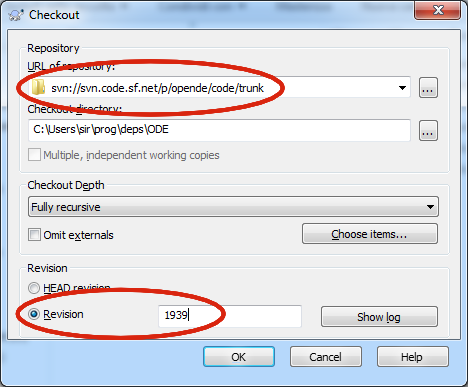 Checkout
Repository
URL of repository:
svn://svn.code.sf.net/p/opende/code/trunk
...
Checkout directory:
C:\Users\sir\prog\deps\ODE
...
Multiple, independent working copies
Checkout Depth
Fully recursive
Omit externals
Choose items...
Revision
HEAD revision
Revision
1939
Show log
OK
Cancel
Help